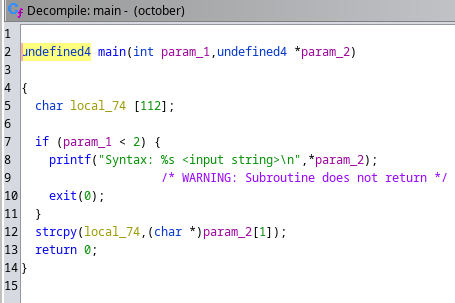 Decompile: main - (october)
1
2 undefined4 main(int param_1,undefined4 *param_2)
3
4 {
5 char local_74 [112];
6
7 if (param_1 < 2) {
8 printf("Syntax: %s <input string>\n",*param_2);
9 /* WARNING: Subroutine does not return */
10 exit(0);
11 }
12 strcpy(local_74,(char *)param_2[1]);
13 return 0;
14 }
15